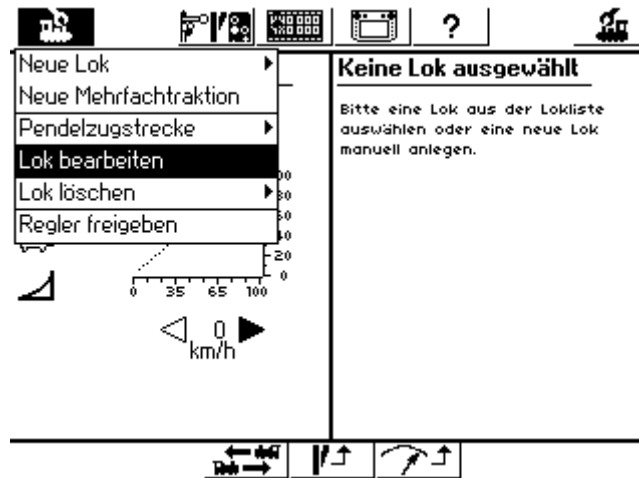 ?
Neue Lok
Neue Mehrfachtraktion
Pendelzugstrecke
Lok bearbeiten
Lok löschen
Regler freigeben
20
0
0 35 65 100
0
km/h
Keine Lok ausgewählt
Bitte eine Lok aus der Lokliste
auswählen oder eine neue Lok
manuell anlegen.